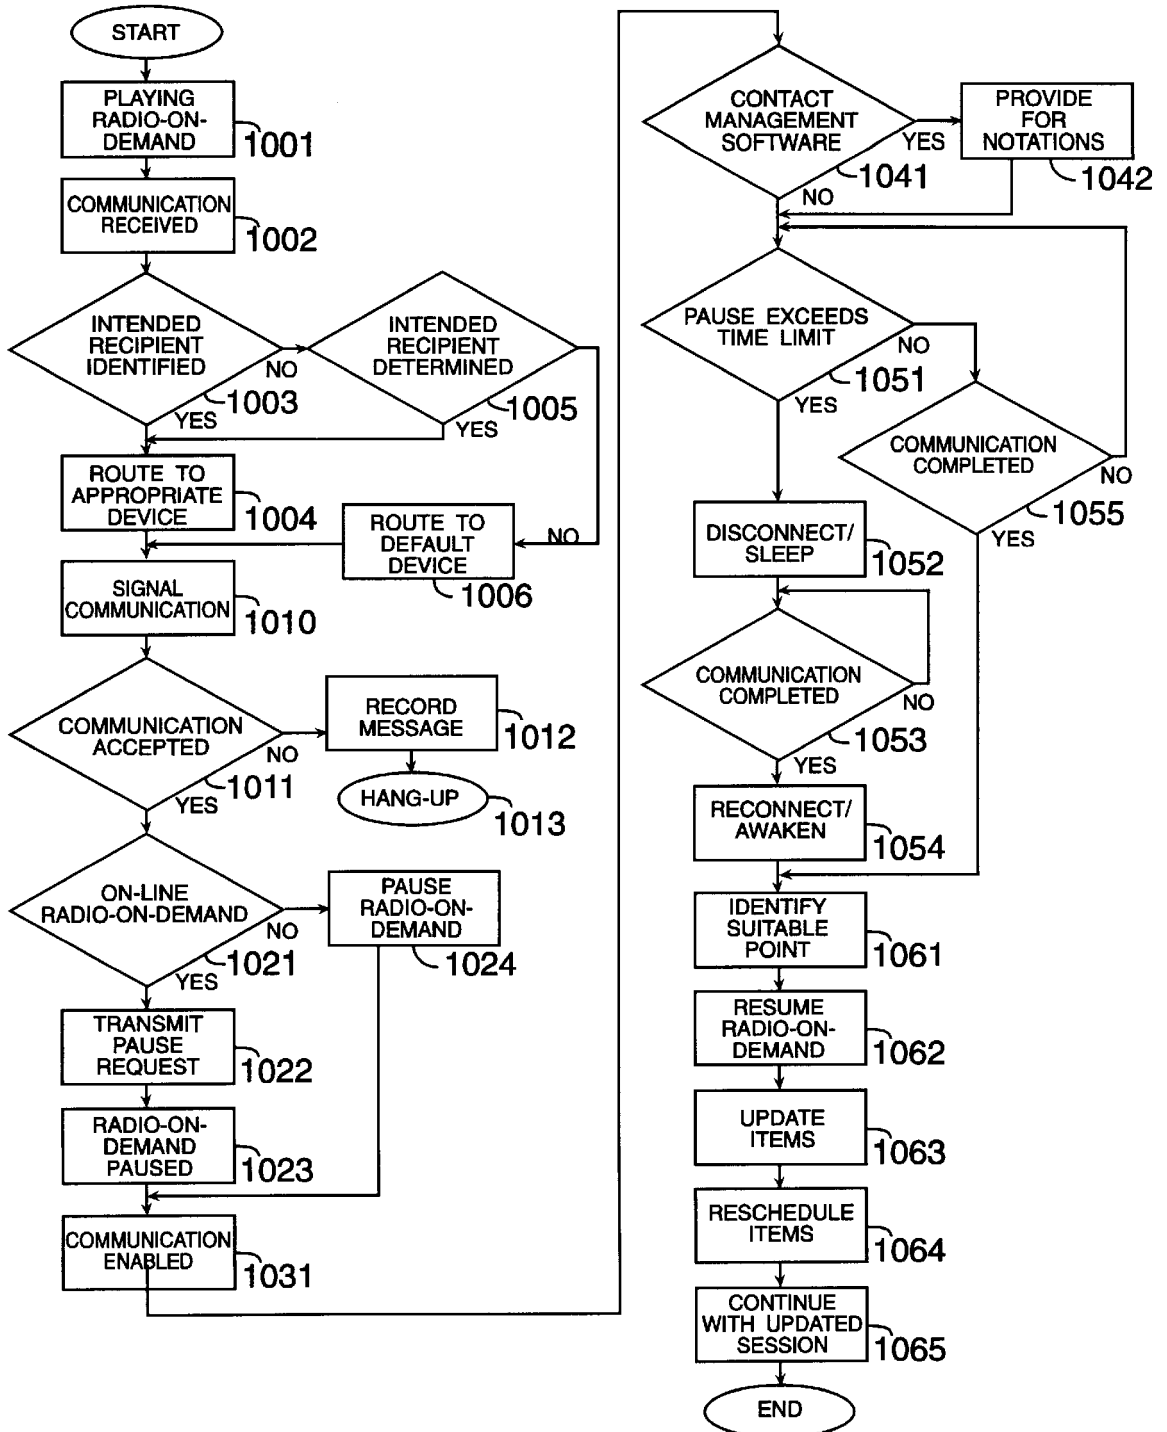 START
PLAYING
RADIO-ON-
DEMAND
1001
COMMUNICATION
RECEIVED
1002
INTENDED
RECIPIENT
IDENTIFIED
NO
1003
YES
INTENDED
RECIPIENT
DETERMINED
1005
YES
NO
ROUTE TO
APPROPRIATE
DEVICE
1004
ROUTE TO
DEFAULT
DEVICE
1006
SIGNAL
COMMUNICATION
1010
COMMUNICATION
ACCEPTED
NO
1011
YES
RECORD
MESSAGE
1012
HANG-UP
1013
ON-LINE
RADIO-ON-DEMAND
NO
1021
YES
PAUSE
RADIO-ON-
DEMAND
1024
TRANSMIT
PAUSE
REQUEST
1022
RADIO-ON-
DEMAND
PAUSED
1023
COMMUNICATION
ENABLED
1031
CONTACT
MANAGEMENT
SOFTWARE
YES
1041
NO
PROVIDE
FOR
NOTATIONS
1042
PAUSE EXCEEDS
TIME LIMIT
NO
1051
YES
COMMUNICATION
COMPLETED
NO
1055
YES
DISCONNECT/
SLEEP
1052
COMMUNICATION
COMPLETED
NO
1053
YES
RECONNECT/
AWAKEN
1054
IDENTIFY
SUITABLE
POINT
1061
RESUME
RADIO-ON-
DEMAND
1062
UPDATE
ITEMS
1063
RESCHEDULE
ITEMS
1064
CONTINUE
WITH UPDATED
SESSION
1065
END